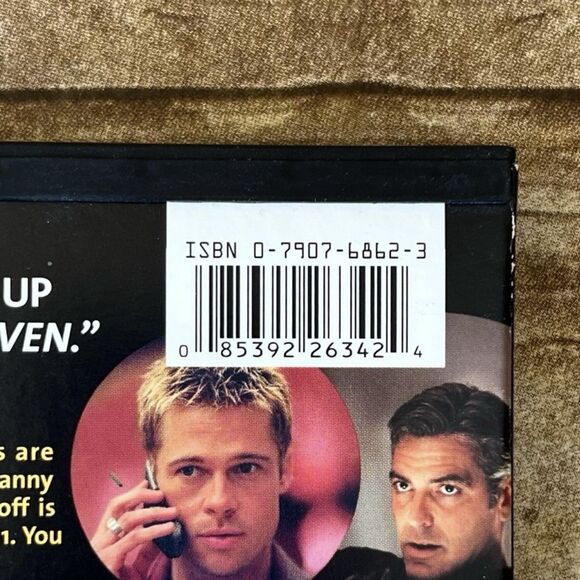 ISBN 0-7907-6862-3
0 85392 26342 4
UP
VEN.”
s are
anny
off is
1. You